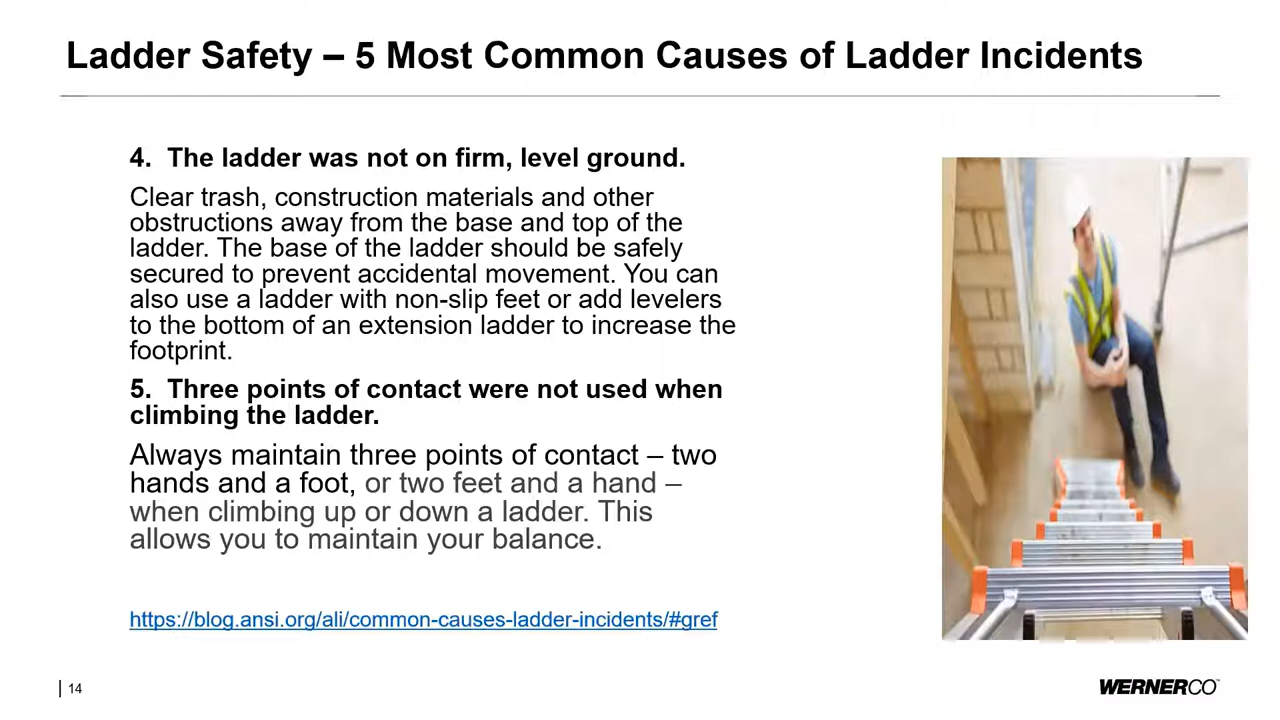 Ladder Safety – 5 Most Common Causes of Ladder Incidents
4. The ladder was not on firm, level ground.
Clear trash, construction materials and other
obstructions away from the base and top of the
ladder. The base of the ladder should be safely
secured to prevent accidental movement. You can
also use a ladder with non-slip feet or add levelers
to the bottom of an extension ladder to increase the
footprint.
5. Three points of contact were not used when
climbing the ladder.
Always maintain three points of contact – two
hands and a foot, or two feet and a hand –
when climbing up or down a ladder. This
allows you to maintain your balance.
https://blog.ansi.org/ali/common-causes-ladder-incidents/#gref
14
WERNERCO